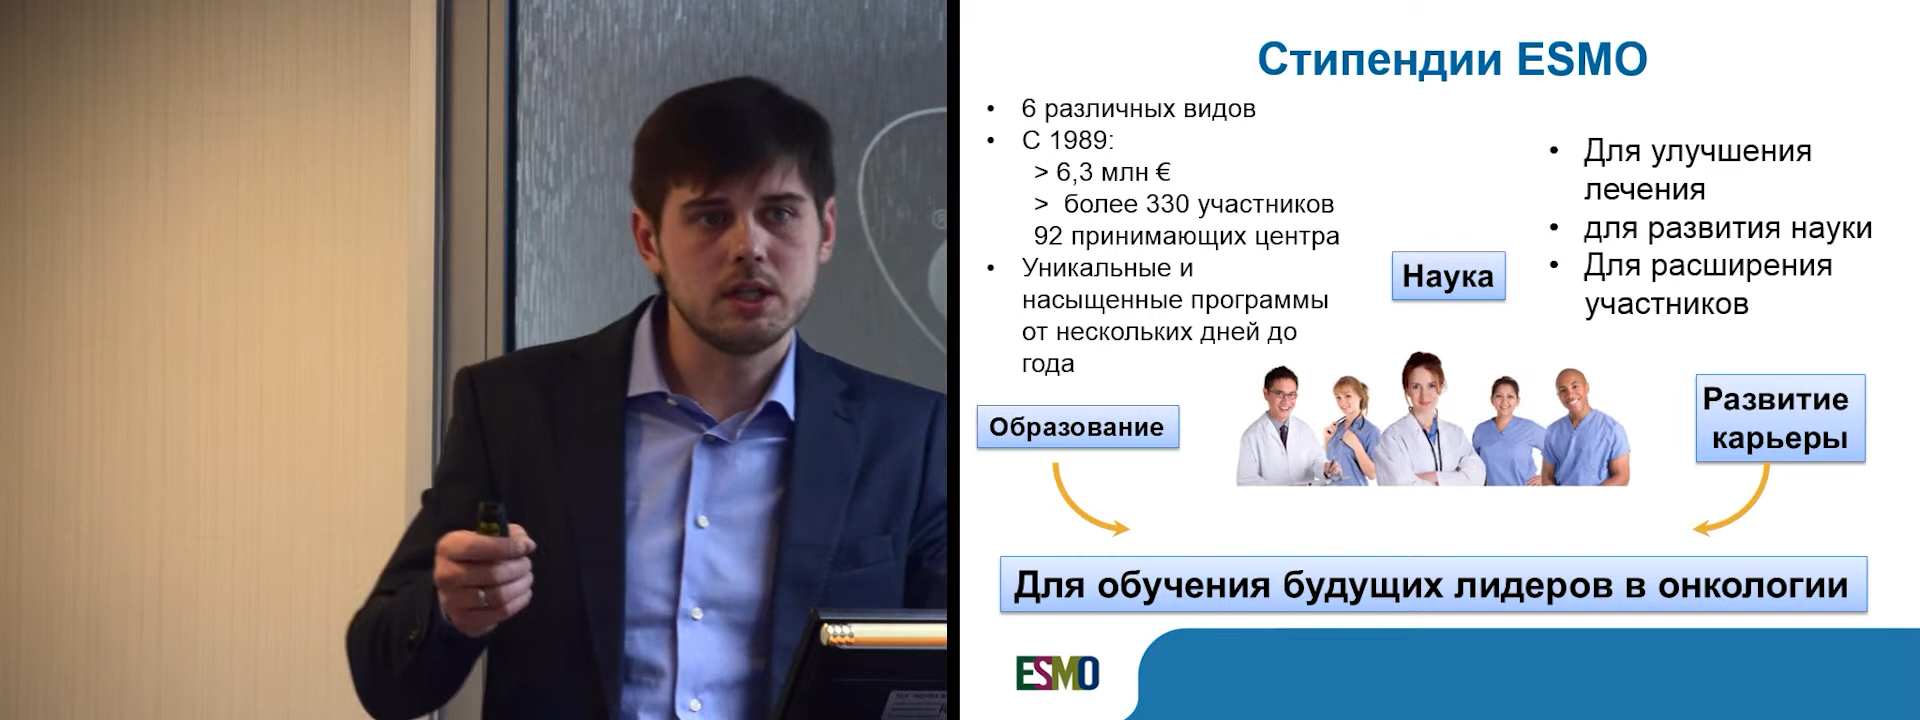 Стипендии ESMO
• 6 различных видов
• С 1989:
> 6,3 млн €
> более 330 участников
92 принимающих центра
• Уникальные и
насыщенные программы
от нескольких дней до
года
• Для улучшения
лечения
• для развития науки
• Для расширения
участников
Наука
Образование
Развитие
карьеры
Для обучения будущих лидеров в онкологии
ESMO